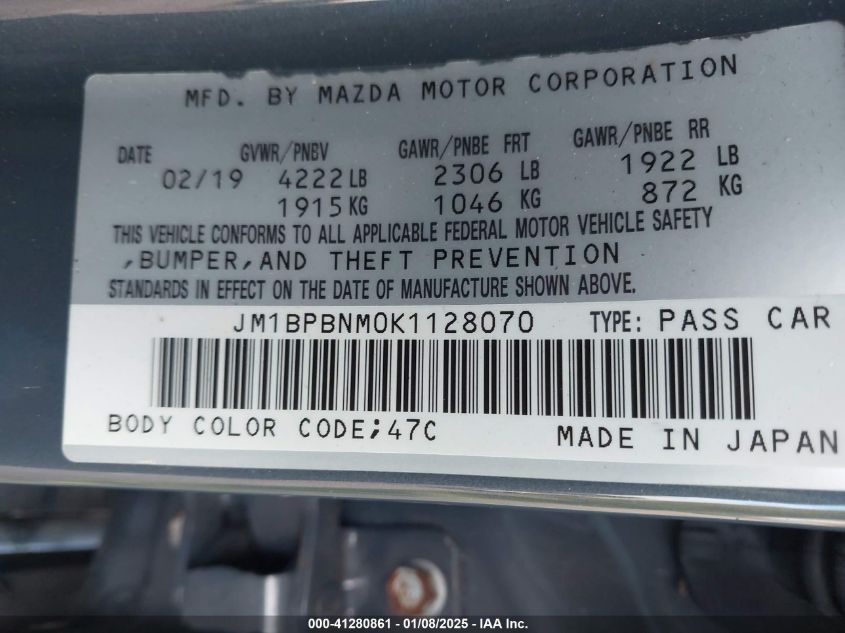 MFD. BY MAZDA MOTOR CORPORATION
DATE GVWR/PNBV GAWR/PNBE FRT GAWR/PNBE RR
02/19 4222 LB 2306 LB 1922 LB
1915 KG 1046 KG 872 KG
THIS VEHICLE CONFORMS TO ALL APPLICABLE FEDERAL MOTOR VEHICLE SAFETY
,BUMPER,AND THEFT PREVENTION
STANDARDS IN EFFECT ON THE DATE OF MANUFACTURE SHOWN ABOVE.
JM1BPBNM0K1128070 TYPE: PASS CAR
BODY COLOR CODE;47C MADE IN JAPAN
000-41280861 - 01/08/2025 - IAA Inc.